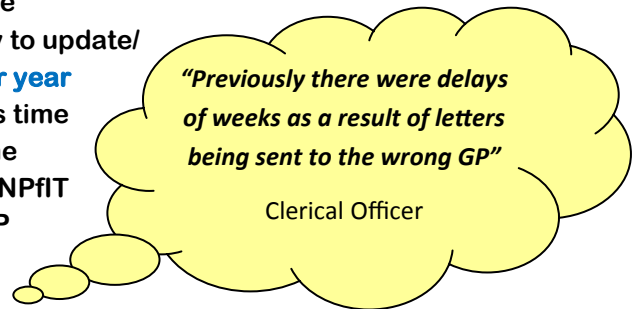 y to update/
r year
s time
NPfIT
"Previously there were delays
of weeks as a result of letters
being sent to the wrong GP"
Clerical Officer